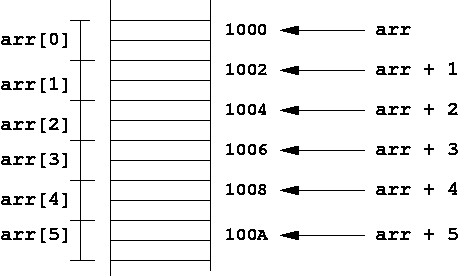 arr[0] 1000 arr
arr[1] 1002 arr + 1
arr[2] 1004 arr + 2
arr[3] 1006 arr + 3
arr[4] 1008 arr + 4
arr[5] 100A arr + 5